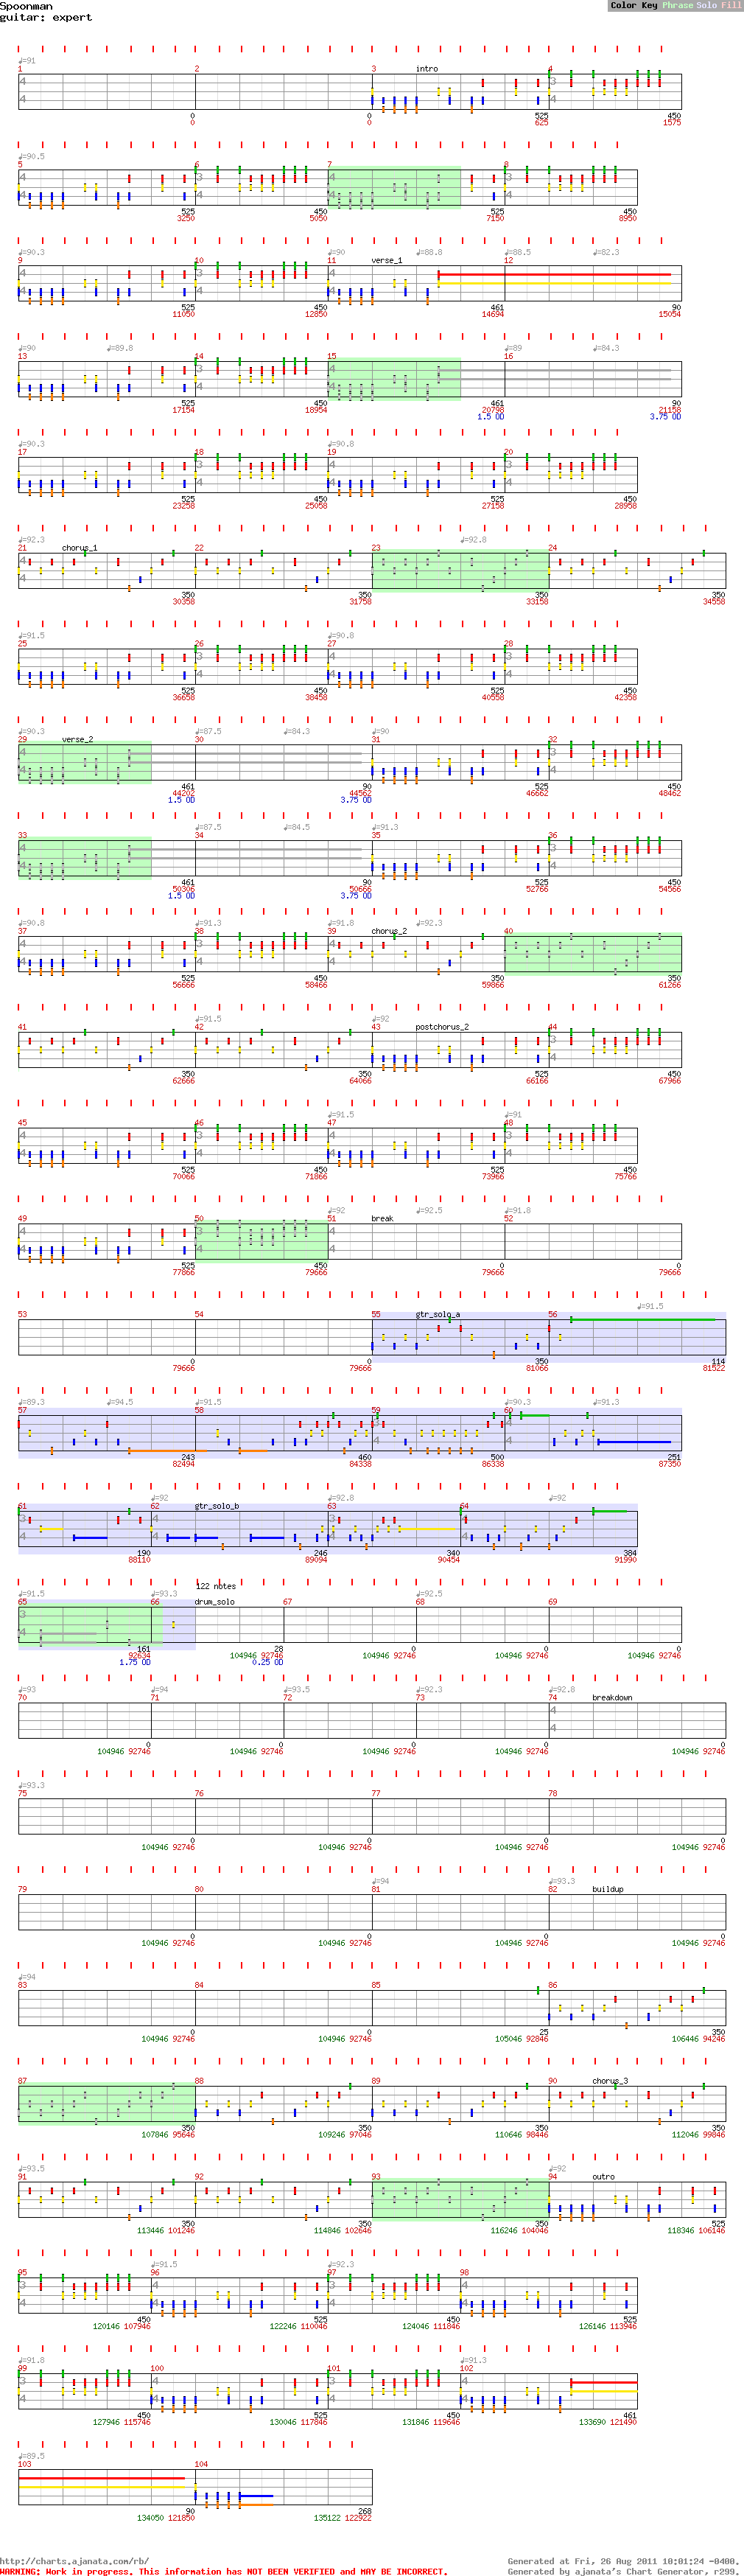 Spoonman
guitar: expert
Color Key Phrase Solo Fill
♩=91
1 2 3 intro 4
0 0 525 450
0 0 625 1575
♩=90.5
5 6 7 8
525 450 525 450
3250 5050 7150 8950
♩=90.3 ♩=90 ♩=88.8 ♩=88.5 ♩=82.3
9 10 11 verse_1 12
525 450 461 90
11050 12850 14694 15054
♩=90 ♩=89.8 ♩=89 ♩=84.3
13 14 15 16
525 450 461 90
17154 18954 20798 21158
1.5 OD 3.75 OD
♩=90.3 ♩=90.8
17 18 19 20
525 450 525 450
23258 25058 27158 28958
♩=92.3 ♩=92.8
21 chorus_1 22 23 24
350 350 350 350
30358 31758 33158 34558
♩=91.5 ♩=90.8
25 26 27 28
525 450 525 450
36658 38458 40558 42358
♩=90.3 ♩=87.5 ♩=84.3 ♩=90
29 verse_2 30 31 32
461 90 525 450
44202 44562 46662 48462
1.5 OD 3.75 OD
♩=87.5 ♩=84.5 ♩=91.3
33 34 35 36
461 90 525 450
50306 50666 52766 54566
1.5 OD 3.75 OD
♩=90.8 ♩=91.3 ♩=91.8 ♩=92.3
37 38 39 chorus_2 40
525 450 350 350
56666 58466 59866 61266
♩=91.5 ♩=92
41 42 43 postchorus_2 44
350 350 525 450
62666 64066 66166 67966
♩=91.5 ♩=91
45 46 47 48
525 450 525 450
70066 71866 73966 75766
♩=92 ♩=92.5 ♩=91.8
49 50 51 break 52
525 450 0 0
77866 79666 79666 79666
♩=91.5
53 54 55 gtr_solo_a 56
0 0 350 114
79666 79666 81066 81522
♩=89.3 ♩=94.5 ♩=91.5 ♩=90.3 ♩=91.3
57 58 59 60
243 460 500 251
82494 84338 86338 87350
♩=92 ♩=92.8 ♩=92
61 62 gtr_solo_b 63 64
190 246 340 384
88110 89094 90454 91990
122 notes
♩=91.5 ♩=93.3 ♩=92.5
65 66 drum_solo 67 68 69
161 28 0 0 0
92634 104946 92746 104946 92746 104946 92746 104946 92746
1.75 OD 0.25 OD
♩=93 ♩=94 ♩=93.5 ♩=92.3 ♩=92.8
70 71 72 73 74 breakdown
0 0 0 0 0
104946 92746 104946 92746 104946 92746 104946 92746 104946 92746
♩=93.3
75 76 77 78
0 0 0 0
104946 92746 104946 92746 104946 92746 104946 92746
♩=94 ♩=93.3
79 80 81 82 buildup
0 0 0 0
104946 92746 104946 92746 104946 92746 104946 92746
♩=94
83 84 85 86
0 0 25 350
104946 92746 104946 92746 105046 92846 106446 94246
87 88 89 90 chorus_3
350 350 350 350
107846 95646 109246 97046 110646 98446 112046 99846
♩=93.5 ♩=92
91 92 93 94 outro
350 350 350 525
113446 101246 114846 102646 116246 104046 118346 106146
♩=91.5 ♩=92.3
95 96 97 98
450 525 450 525
120146 107946 122246 110046 124046 111846 126146 113946
♩=91.8 ♩=91.3
99 100 101 102
450 525 450 461
127946 115746 130046 117846 131846 119646 133690 121490
♩=89.5
103 104
90 268
134050 121850 135122 122922
http://charts.ajanata.com/rb/ Generated at Fri, 26 Aug 2011 10:01:24 -0400.
WARNING: Work in progress. This information has NOT BEEN VERIFIED and MAY BE INCORRECT. Generated by ajanata's Chart Generator, r299.